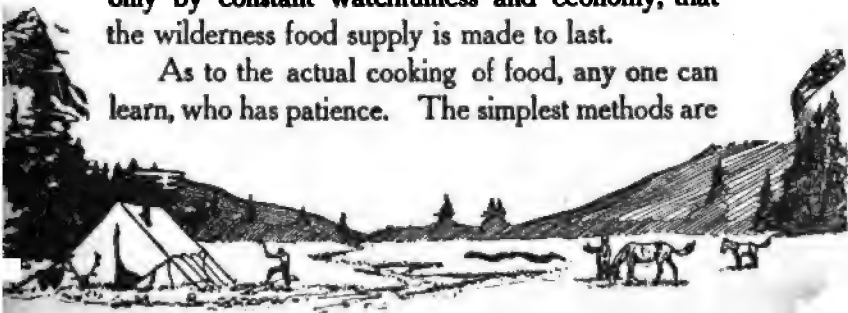 only by constant watchfulness and economy, that
the wilderness food supply is made to last.
As to the actual cooking of food, any one can
learn, who has patience. The simplest methods are